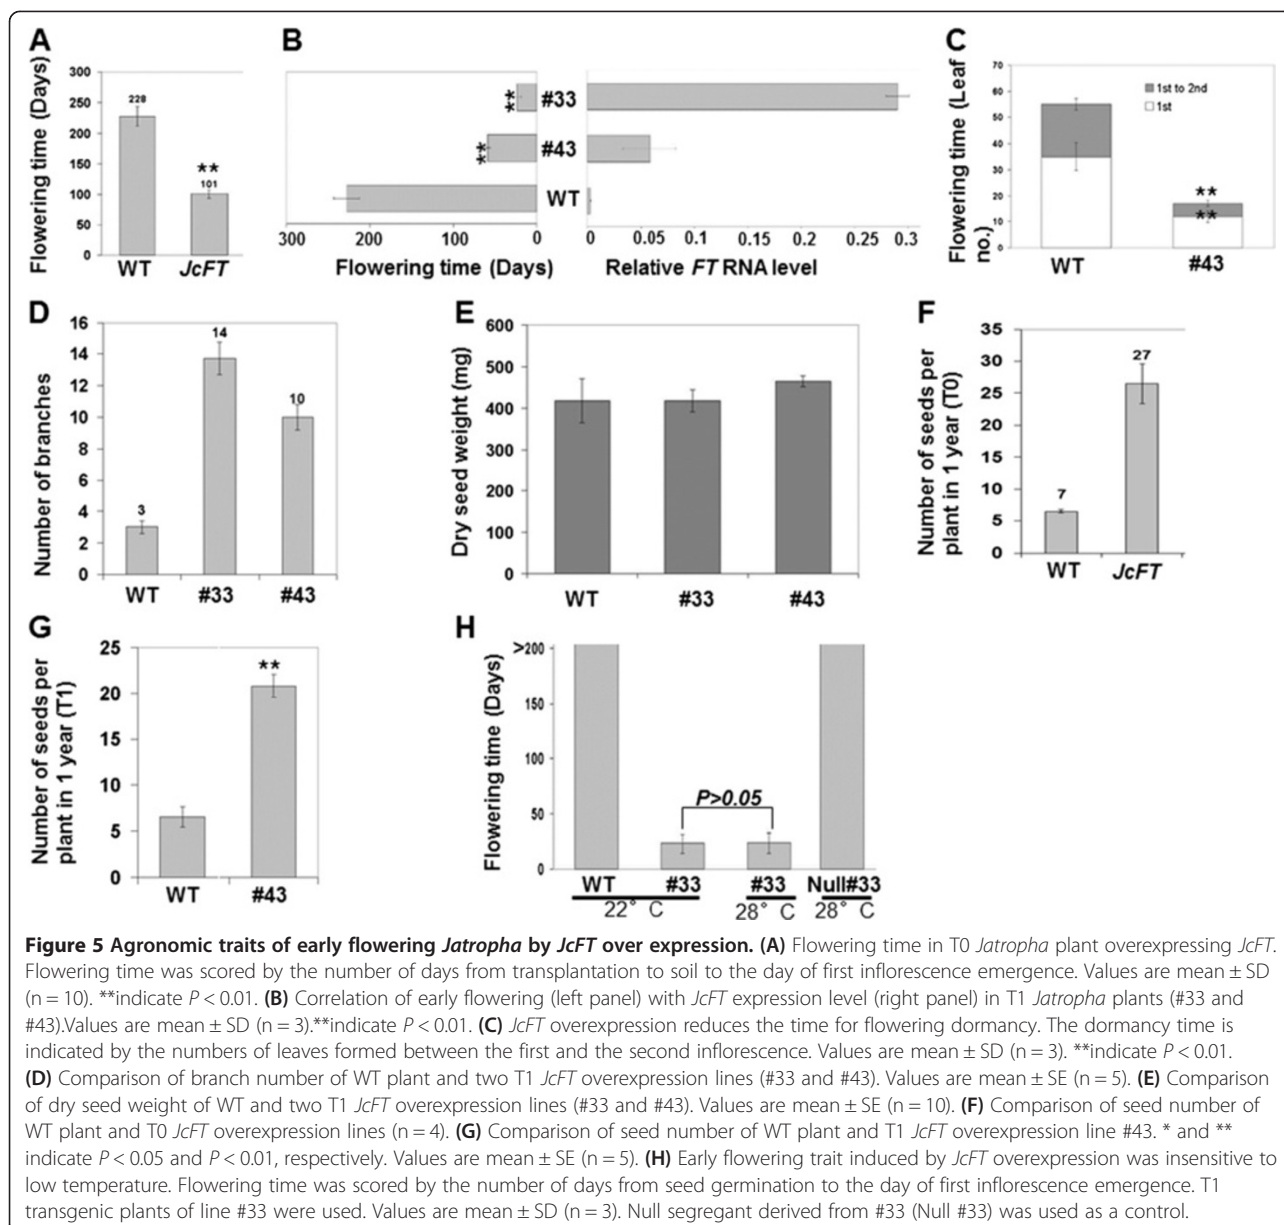 A
Flowering time (Days)
300
250
200
150
100
50
0
228
**
101
WT
JcFT
B
**
#33
**
#43
WT
300
200
100
0
0
0.05
0.1
0.15
0.2
0.25
0.3
Flowering time (Days)
Relative FT RNA level
C
Flowering time (Leaf no.)
70
60
50
40
30
20
10
0
1st to 2nd
1st
**
**
WT
#43
D
Number of branches
16
14
12
10
8
6
4
2
0
3
14
10
WT
#33
#43
E
Dry seed weight (mg)
600
500
400
300
200
100
0
WT
#33
#43
F
Number of seeds per
plant in 1 year (T0)
35
30
25
20
15
10
5
0
7
27
WT
JcFT
G
Number of seeds per
plant in 1 year (T1)
25
20
15
10
5
0
**
WT
#43
H
Flowering time (Days)
>200
150
100
50
0
P>0.05
WT
#33
#33
Null#33
22° C
28° C
28° C
Figure 5 Agronomic traits of early flowering Jatropha by JcFT over expression. (A) Flowering time in T0 Jatropha plant overexpressing JcFT.
Flowering time was scored by the number of days from transplantation to soil to the day of first inflorescence emergence. Values are mean ± SD
(n = 10). **indicate P < 0.01. (B) Correlation of early flowering (left panel) with JcFT expression level (right panel) in T1 Jatropha plants (#33 and
#43).Values are mean ± SD (n = 3).**indicate P < 0.01. (C) JcFT overexpression reduces the time for flowering dormancy. The dormancy time is
indicated by the numbers of leaves formed between the first and the second inflorescence. Values are mean ± SD (n = 3). **indicate P < 0.01.
(D) Comparison of branch number of WT plant and two T1 JcFT overexpression lines (#33 and #43). Values are mean ± SE (n = 5). (E) Comparison
of dry seed weight of WT and two T1 JcFT overexpression lines (#33 and #43). Values are mean ± SE (n = 10). (F) Comparison of seed number of
WT plant and T0 JcFT overexpression lines (n = 4). (G) Comparison of seed number of WT plant and T1 JcFT overexpression line #43. * and **
indicate P < 0.05 and P < 0.01, respectively. Values are mean ± SE (n = 5). (H) Early flowering trait induced by JcFT overexpression was insensitive to
low temperature. Flowering time was scored by the number of days from seed germination to the day of first inflorescence emergence. T1
transgenic plants of line #33 were used. Values are mean ± SD (n = 3). Null segregant derived from #33 (Null #33) was used as a control.